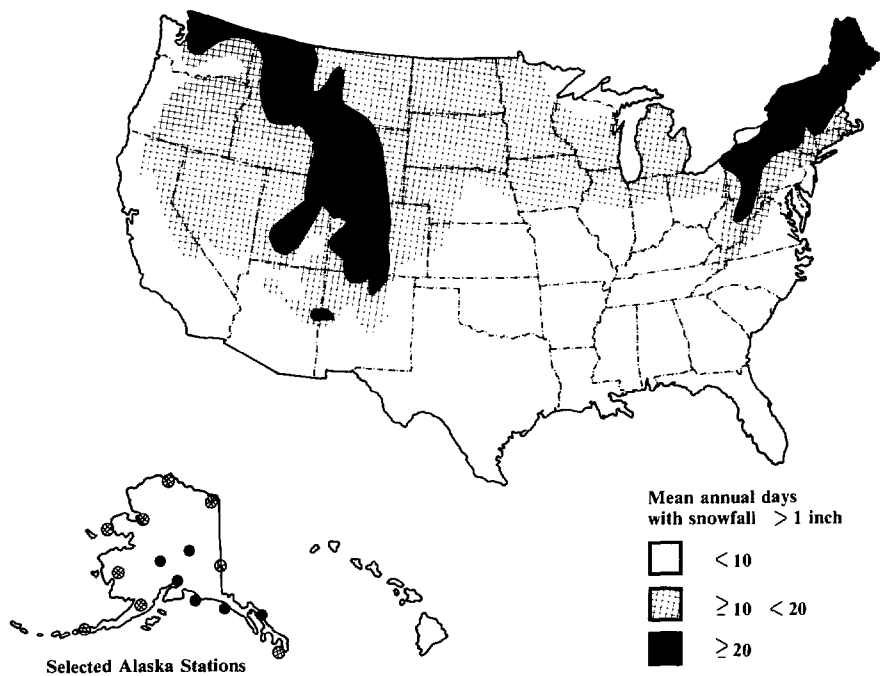 Mean annual days
with snowfall > 1 inch
< 10
≥ 10 < 20
≥ 20
Selected Alaska Stations